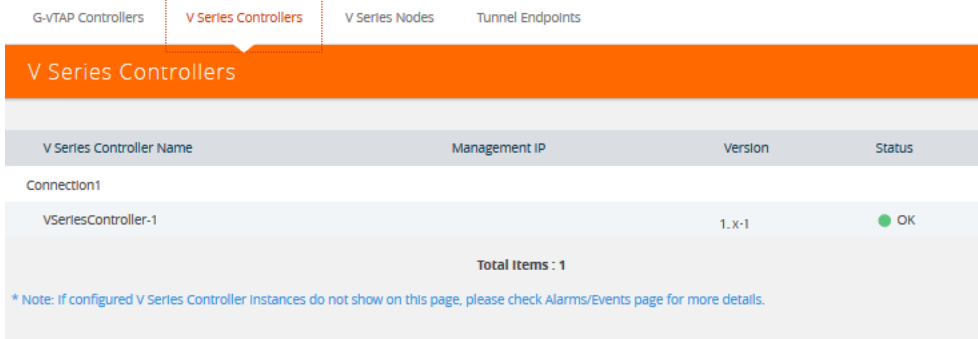 G-vTAP Controllers V Series Controllers V Series Nodes Tunnel Endpoints
V Series Controllers
V Series Controller Name Management IP Version Status
Connection1
VSeriesController-1 1.x-1 OK
Total Items : 1
* Note: If configured V Series Controller instances do not show on this page, please check Alarms/Events page for more details.